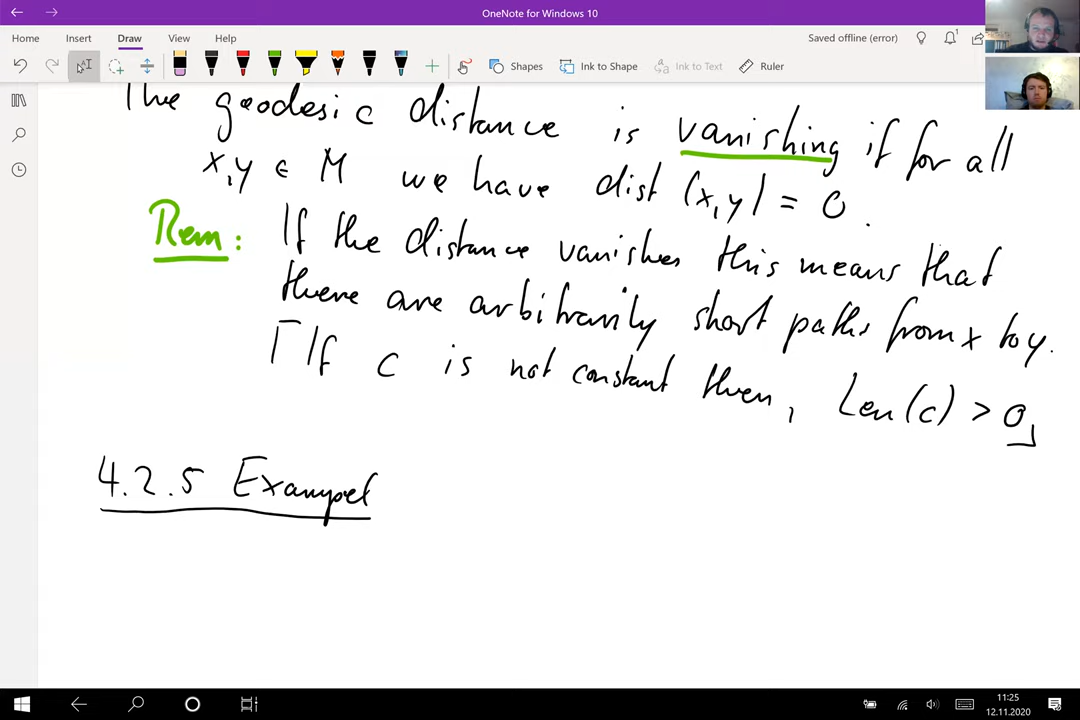 OneNote for Windows 10
Home Insert Draw View Help
Saved offline (error)
Shapes Ink to Shape Ink to Text Ruler
The geodesic distance is vanishing if for all
x,y ∈ M we have dist (x,y) = 0.
Rem: If the distance vanishes this means that
there are arbitrarily short paths from x to y.
⌈If c is not constant then, Len(c) > 0⌋
4.2.5 Exampel
11:25
12.11.2020